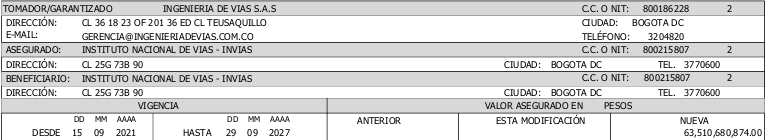 TOMADOR/GARANTIZADO INGENIERIA DE VIAS S.A.S C.C. O NIT: 800186228 2
DIRECCIÓN: CL 36 18 23 OF 201 36 ED CL TEUSAQUILLO CIUDAD: BOGOTA DC
E-MAIL: GERENCIA@INGENIERIADEVIAS.COM.CO TELÉFONO: 3204820
ASEGURADO: INSTITUTO NACIONAL DE VIAS - INVIAS C.C. O NIT: 800215807 2
DIRECCIÓN: CL 25G 73B 90 CIUDAD: BOGOTA DC TEL. 3770600
BENEFICIARIO: INSTITUTO NACIONAL DE VIAS - INVIAS C.C. O NIT: 800215807 2
DIRECCIÓN: CL 25G 73B 90 CIUDAD: BOGOTA DC TEL. 3770600
VIGENCIA VALOR ASEGURADO EN PESOS
DD MM AAAA DD MM AAAA ANTERIOR ESTA MODIFICACIÓN NUEVA
DESDE 15 09 2021 HASTA 29 09 2027 63,510,680,874.00